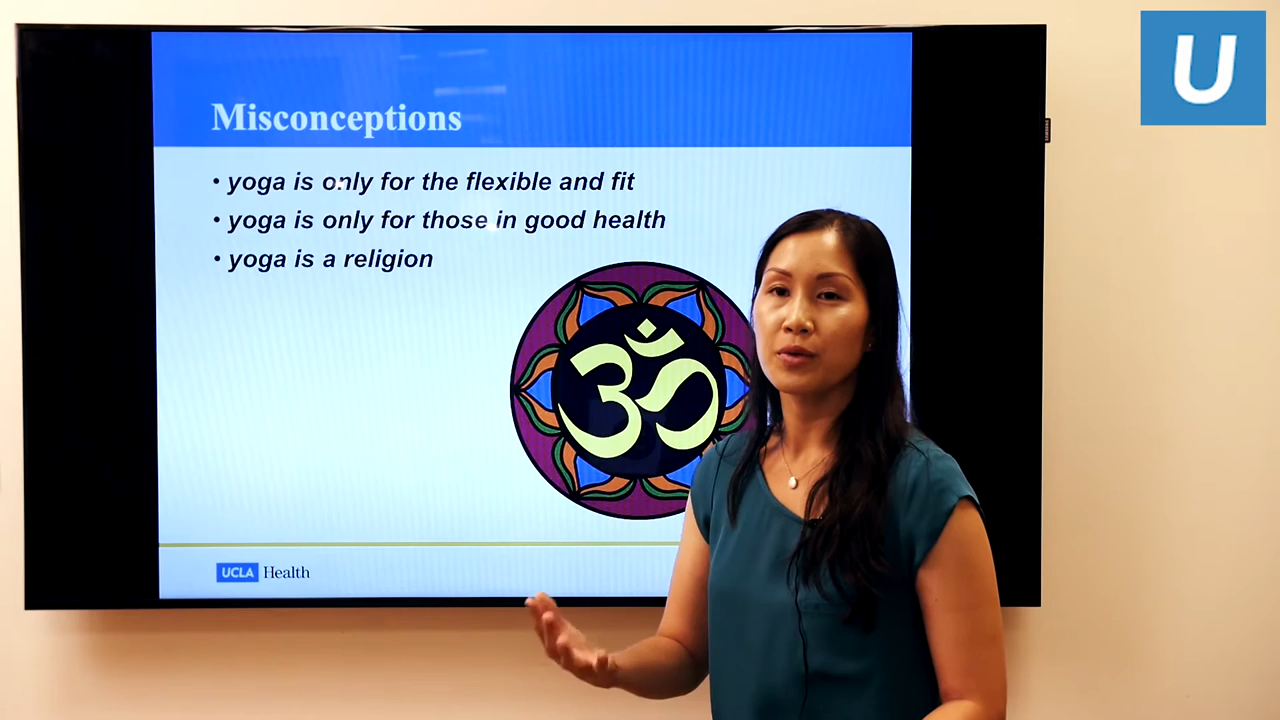 U
Misconceptions
• yoga is only for the flexible and fit
• yoga is only for those in good health
• yoga is a religion
ॐ
UCLA Health